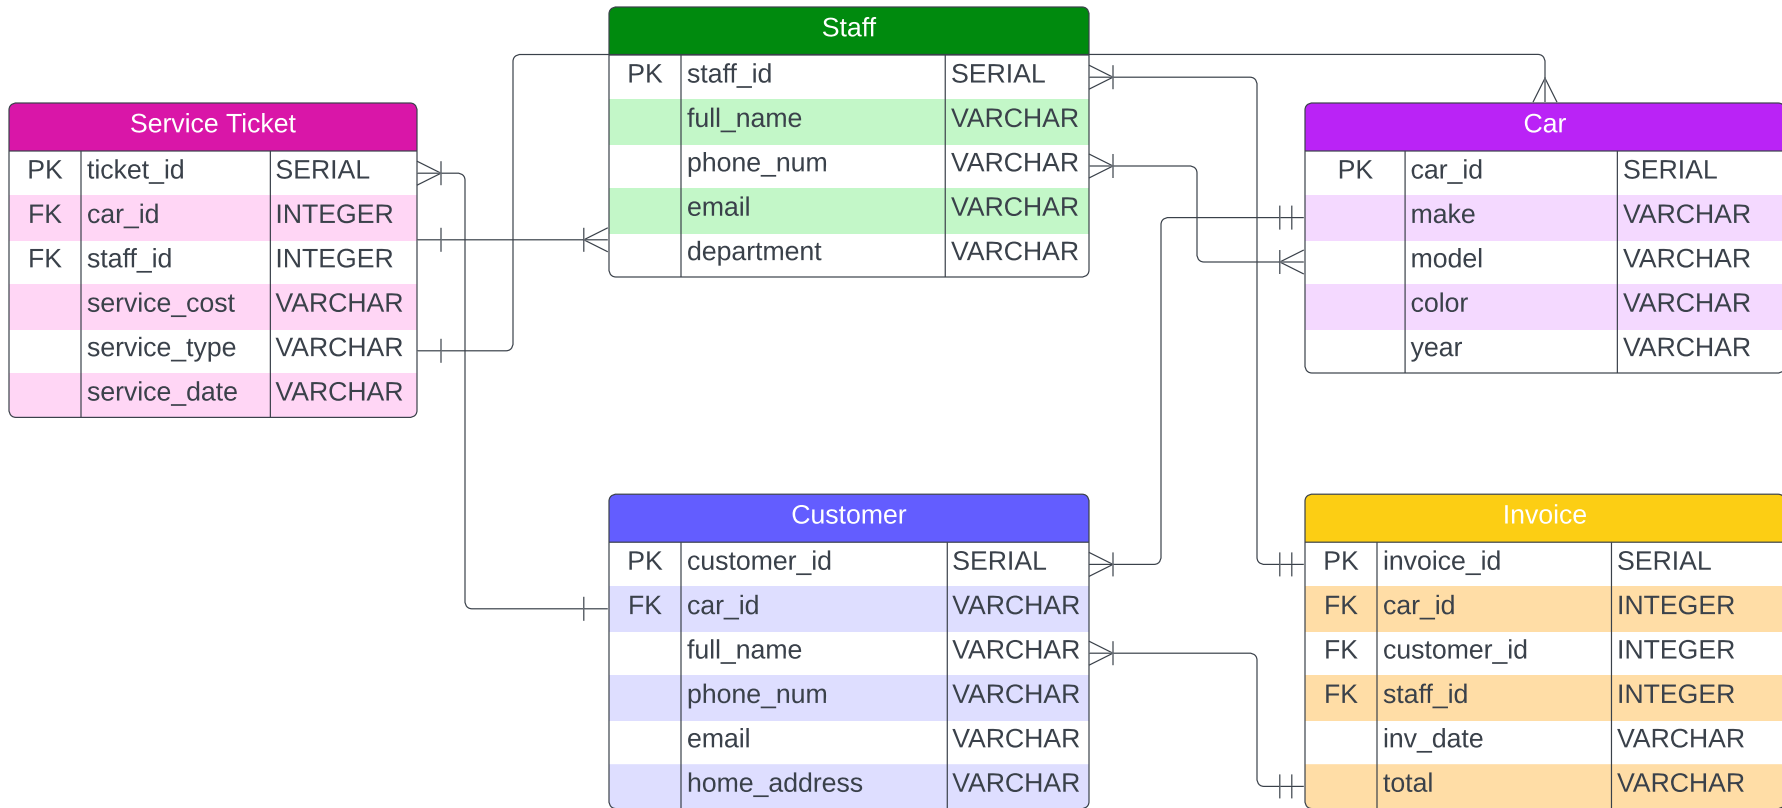 Staff
PK staff_id SERIAL
full_name VARCHAR
phone_num VARCHAR
email VARCHAR
department VARCHAR
Service Ticket
PK ticket_id SERIAL
FK car_id INTEGER
FK staff_id INTEGER
service_cost VARCHAR
service_type VARCHAR
service_date VARCHAR
Car
PK car_id SERIAL
make VARCHAR
model VARCHAR
color VARCHAR
year VARCHAR
Customer
PK customer_id SERIAL
FK car_id VARCHAR
full_name VARCHAR
phone_num VARCHAR
email VARCHAR
home_address VARCHAR
Invoice
PK invoice_id SERIAL
FK car_id INTEGER
FK customer_id INTEGER
FK staff_id INTEGER
inv_date VARCHAR
total VARCHAR